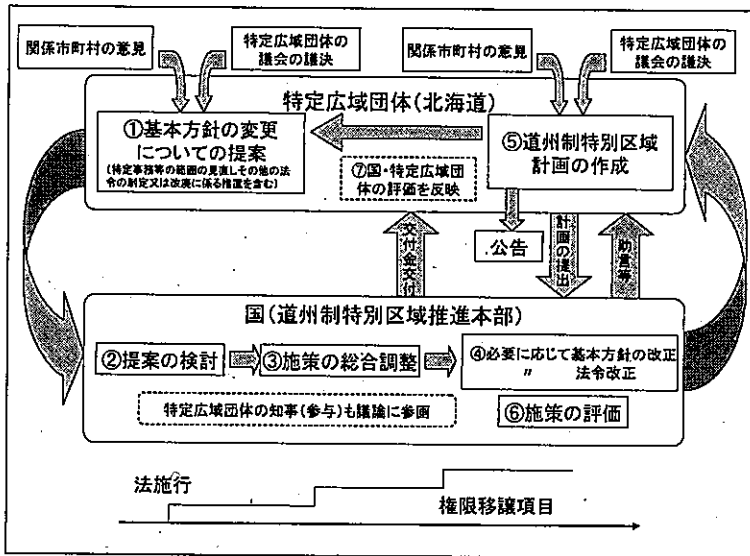 関係市町村の意見
特定広域団体の
議会の議決
関係市町村の意見
特定広域団体の
議会の議決
特定広域団体(北海道)
①基本方針の変更
についての提案
(特定事務等の範囲の見直しその他の法
令の制定又は改廃に係る措置を含む)
⑤道州制特別区域
計画の作成
⑦国・特定広域団
体の評価を反映
交付金交付
公告
計画の提出
助言等
国(道州制特別区域推進本部)
②提案の検討
③施策の総合調整
④必要に応じて基本方針の改正
〃 法令改正
特定広域団体の知事(参与)も議論に参画
⑥施策の評価
法施行
権限移譲項目